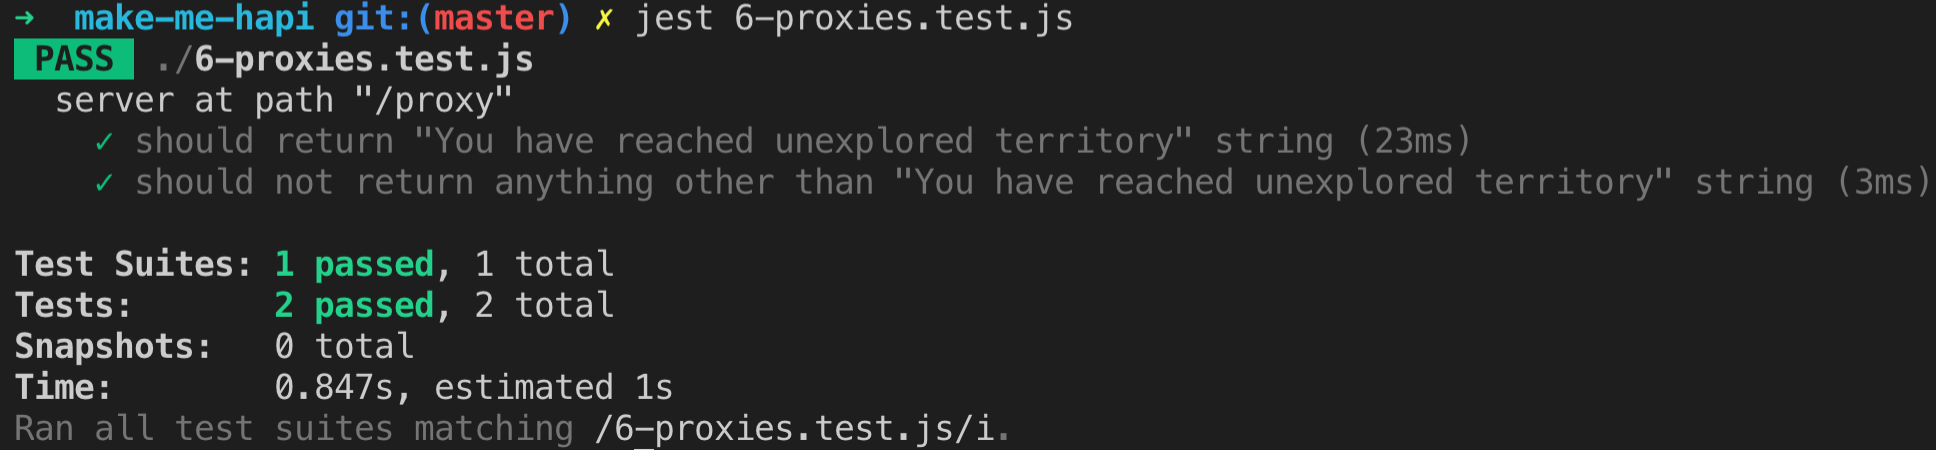 ➜  make-me-hapi git:(master) ✗ jest 6-proxies.test.js
PASS ./6-proxies.test.js
server at path "/proxy"
✓ should return "You have reached unexplored territory" string (23ms)
✓ should not return anything other than "You have reached unexplored territory" string (3ms)
Test Suites: 1 passed, 1 total
Tests:       2 passed, 2 total
Snapshots:   0 total
Time:        0.847s, estimated 1s
Ran all test suites matching /6-proxies.test.js/i.